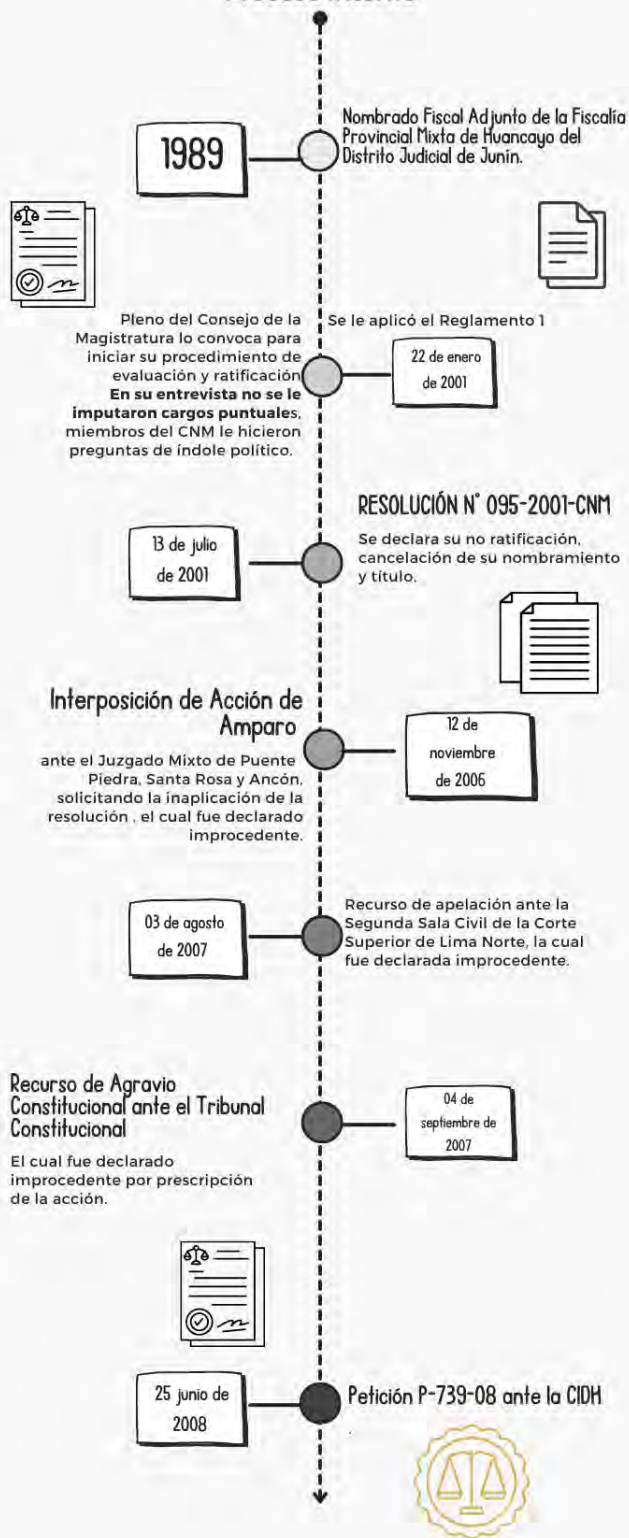 1989
Nombrado Fiscal Adjunto de la Fiscalía
Provincial Mixta de Huancayo del
Distrito Judicial de Junín.
Pleno del Consejo de la
Magistratura lo convoca para
iniciar su procedimiento de
evaluación y ratificación
En su entrevista no se le
imputaron cargos puntuales,
miembros del CNM le hicieron
preguntas de índole político.
Se le aplicó el Reglamento 1
22 de enero
de 2001
RESOLUCIÓN N° 095-2001-CNM
Se declara su no ratificación,
cancelación de su nombramiento
y título.
13 de julio
de 2001
Interposición de Acción de
Amparo
ante el Juzgado Mixto de Puente
Piedra, Santa Rosa y Ancón,
solicitando la inaplicación de la
resolución , el cual fue declarado
improcedente.
12 de
noviembre
de 2006
03 de agosto
de 2007
Recurso de apelación ante la
Segunda Sala Civil de la Corte
Superior de Lima Norte, la cual
fue declarada improcedente.
Recurso de Agravio
Constitucional ante el Tribunal
Constitucional
El cual fue declarado
improcedente por prescripción
de la acción.
04 de
septiembre de
2007
25 junio de
2008
Petición P-739-08 ante la CIDH